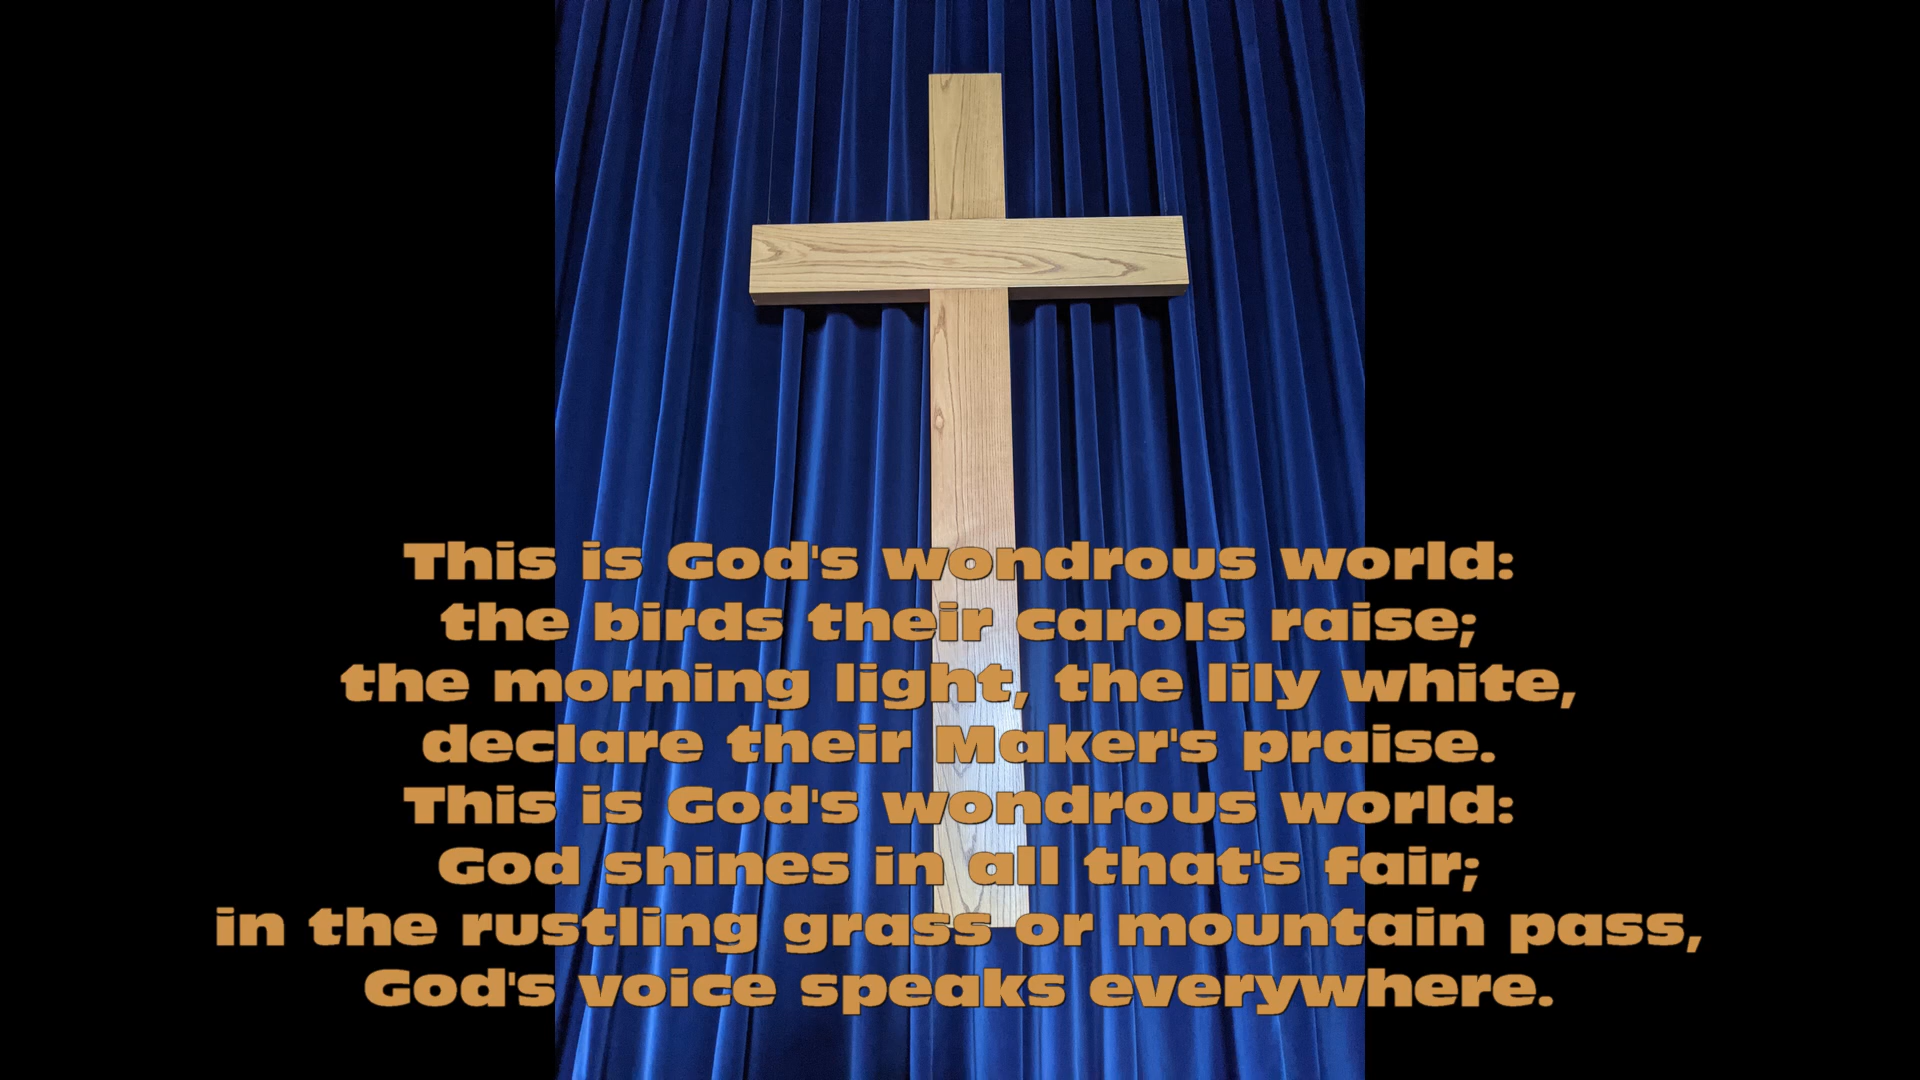 This is God's wondrous world:
the birds their carols raise;
the morning light, the lily white,
declare their Maker's praise.
This is God's wondrous world:
God shines in all that's fair;
in the rustling grass or mountain pass,
God's voice speaks everywhere.